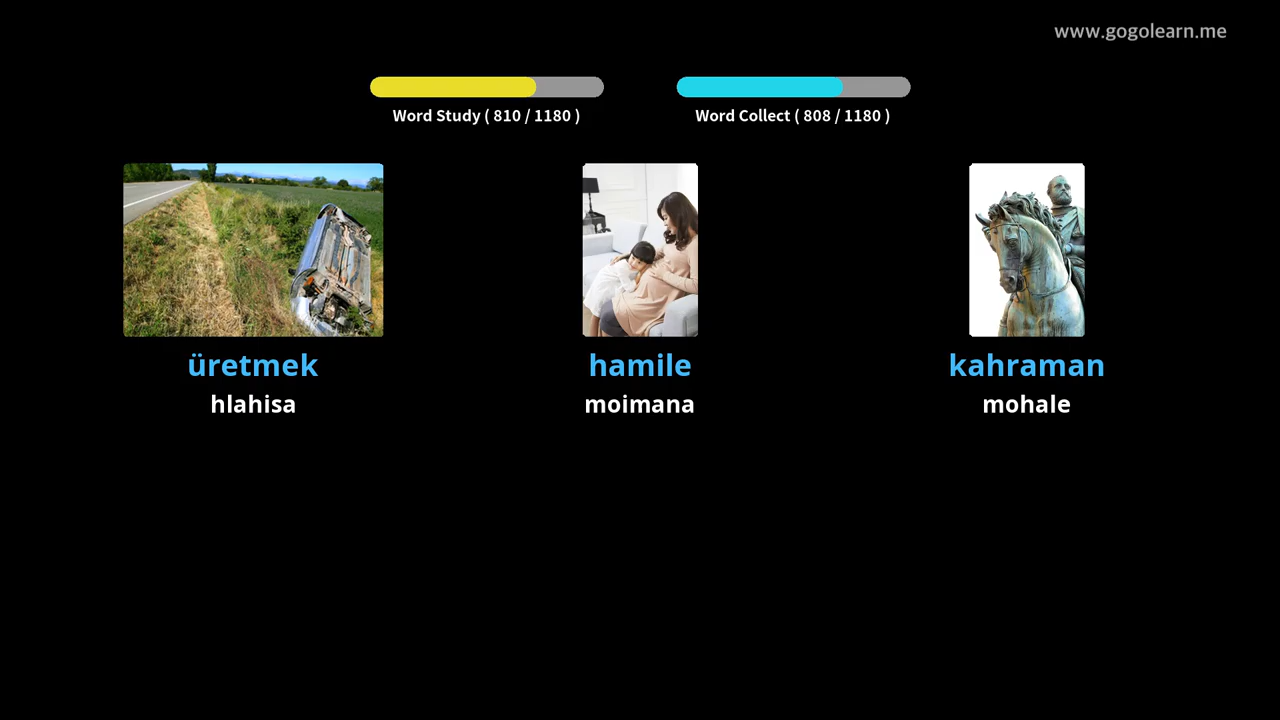 www.gogolearn.me
Word Study ( 810 / 1180 )
Word Collect ( 808 / 1180 )
üretmek
hlahisa
hamile
moimana
kahraman
mohale